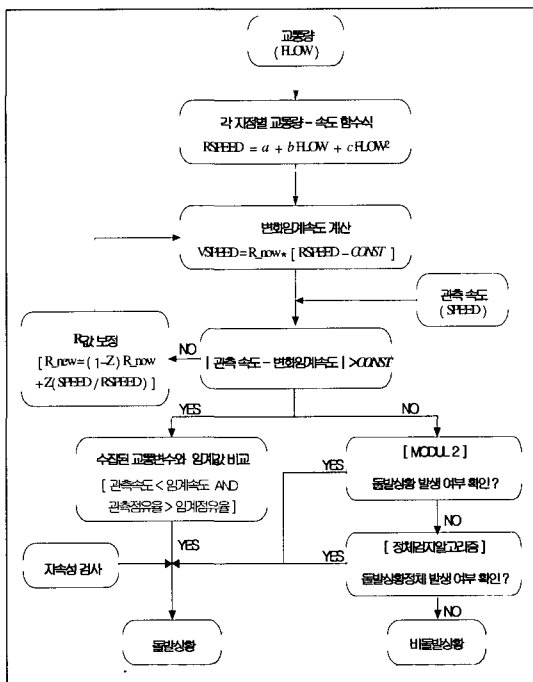 교통량
( FLOW )
각 지점별 교통량 - 속도 함수식
RSPEED = a + b FLOW + c FLOW²
변화임계속도 계산
VSPEED=R_now* [ RSPEED-CONST ]
관측 속도
( SPEED )
R값 보정
[ R_new=(1-Z) R_now
+Z(SPEED/RSPEED) ]
NO
| 관측 속도 - 변화임계속도 | >CONST
YES
NO
수집된 교통변수와 임계값 비교
[ 관측속도 < 임계속도 AND
관측점유율 > 임계점유율 ]
YES
[ MODUL 2 ]
돌발상황 발생 여부 확인 ?
YES
NO
지속성 검사
YES
[ 정체검지알고리즘 ]
돌발상황정체 발생 여부 확인 ?
NO
돌발상황
비돌발상황